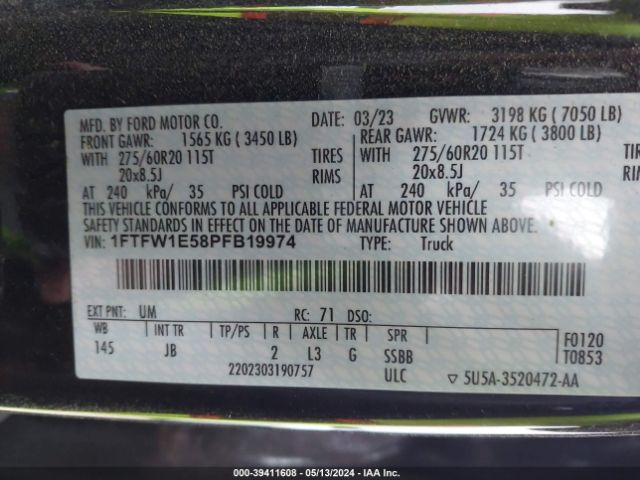 MFD. BY FORD MOTOR CO. DATE: 03/23 GVWR: 3198 KG ( 7050 LB)
FRONT GAWR: 1565 KG ( 3450 LB) REAR GAWR: 1724 KG ( 3800 LB)
WITH 275/60R20 115T TIRES WITH 275/60R20 115T TIRES
20x8.5J RIMS 20x8.5J RIMS
AT 240 kPa/ 35 PSI COLD AT 240 kPa/ 35 PSI COLD
THIS VEHICLE CONFORMS TO ALL APPLICABLE FEDERAL MOTOR VEHICLE
SAFETY STANDARDS IN EFFECT ON THE DATE OF MANUFACTURE SHOWN ABOVE.
VIN: 1FTFW1E58PFB19974 TYPE: Truck
EXT PNT: UM RC: 71 DSO:
WB INT TR TP/PS R AXLE TR SPR F0120
145 JB 2 L3 G SSBB T0853
2202303190757 ULC ▽ 5U5A-3520472-AA
000-39411608 - 05/13/2024 - IAA Inc.